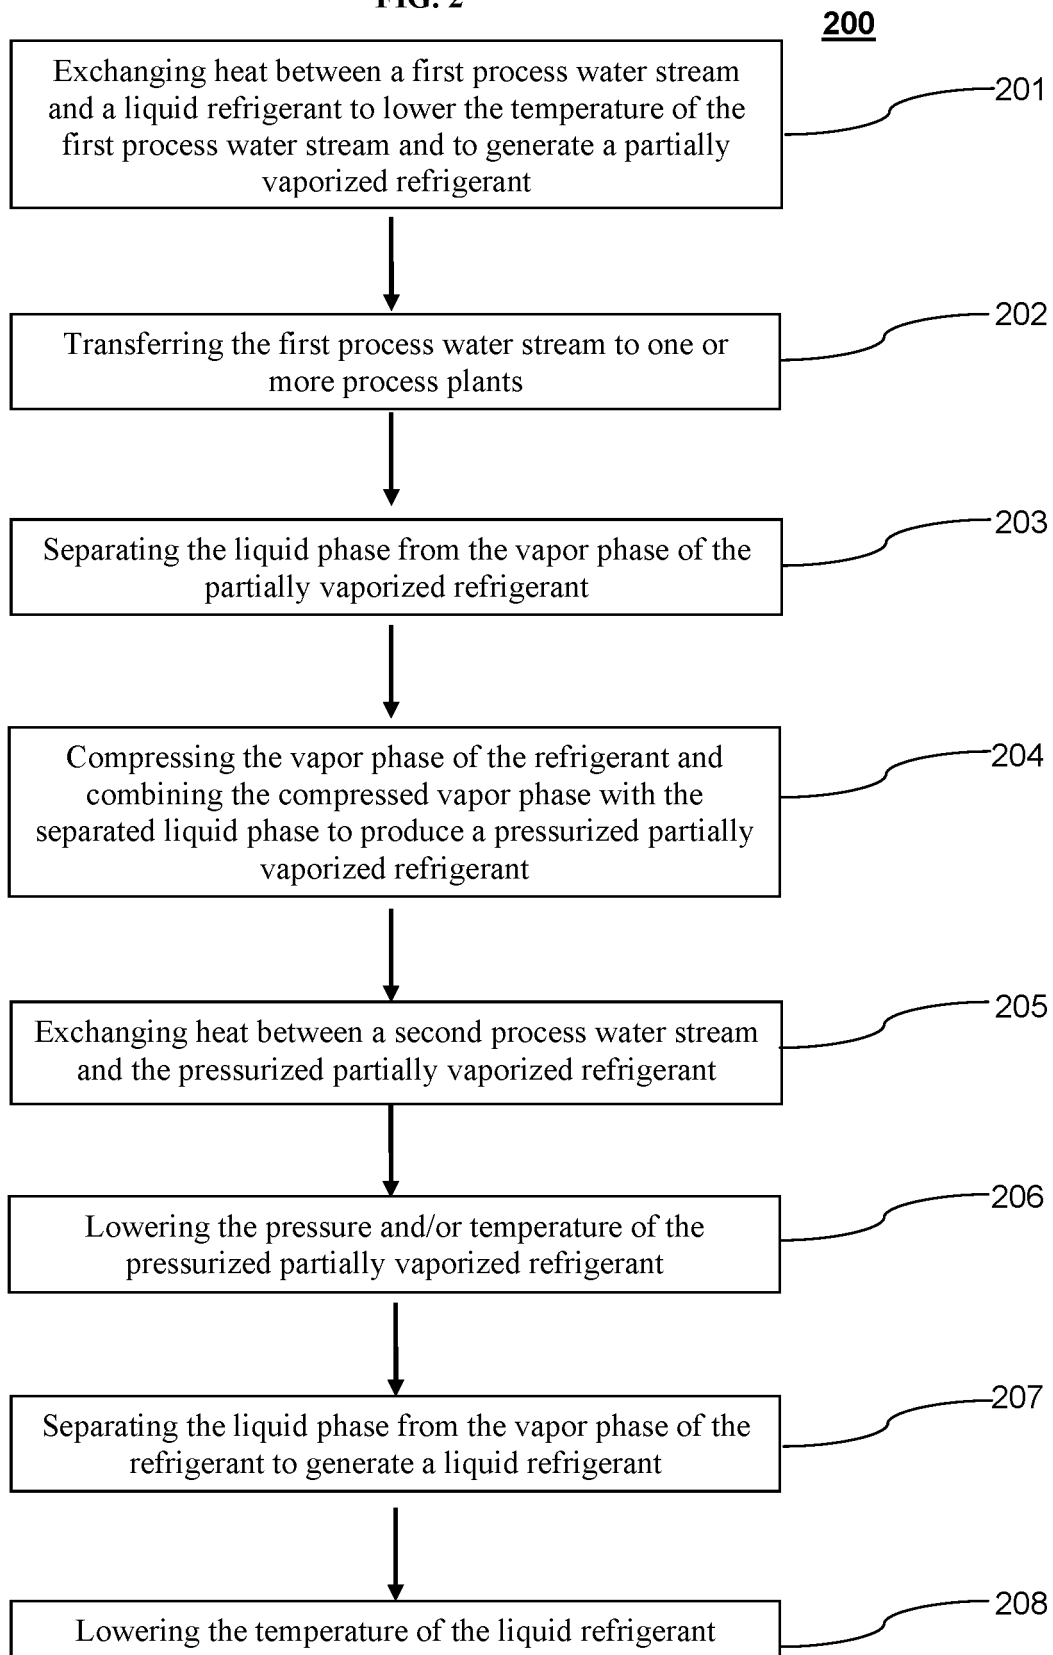 FIG. 2
200
Exchanging heat between a first process water stream
and a liquid refrigerant to lower the temperature of the
first process water stream and to generate a partially
vaporized refrigerant
201
Transferring the first process water stream to one or
more process plants
202
Separating the liquid phase from the vapor phase of the
partially vaporized refrigerant
203
Compressing the vapor phase of the refrigerant and
combining the compressed vapor phase with the
separated liquid phase to produce a pressurized partially
vaporized refrigerant
204
Exchanging heat between a second process water stream
and the pressurized partially vaporized refrigerant
205
Lowering the pressure and/or temperature of the
pressurized partially vaporized refrigerant
206
Separating the liquid phase from the vapor phase of the
refrigerant to generate a liquid refrigerant
207
Lowering the temperature of the liquid refrigerant
208